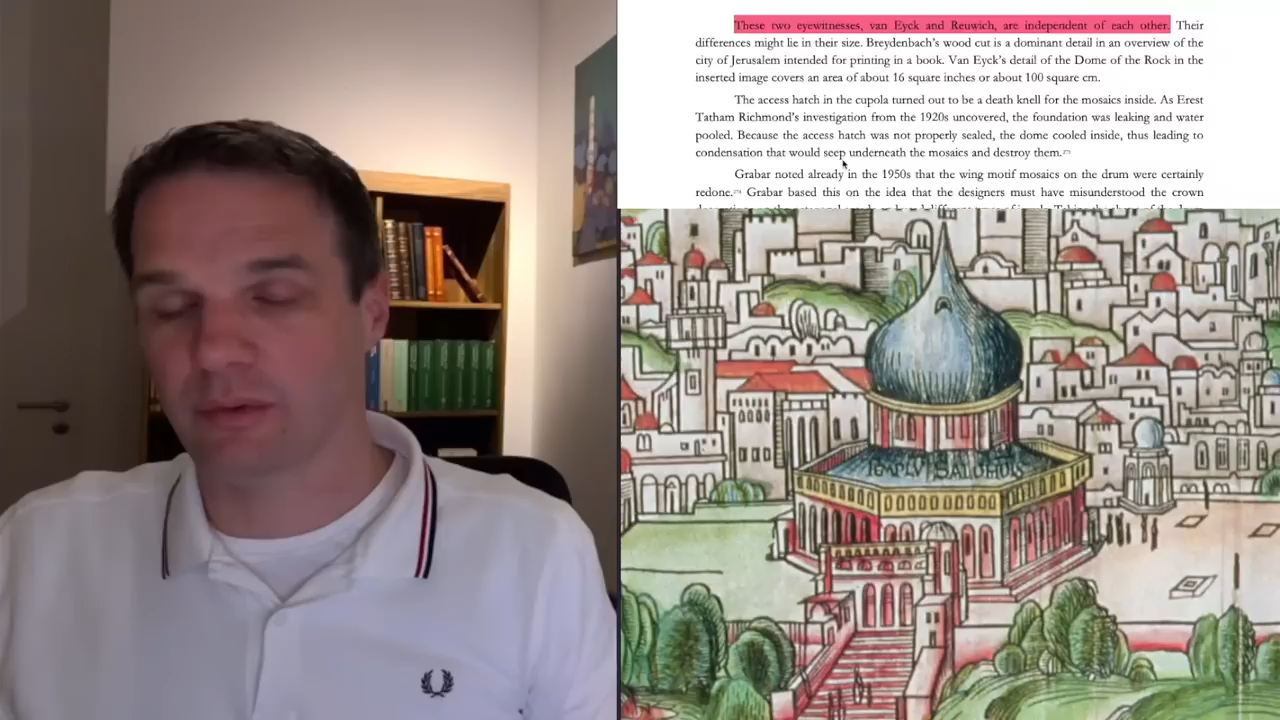 These two eyewitnesses, van Eyck and Reuwich, are independent of each other. Their
differences might lie in their size. Breydenbach’s wood cut is a dominant detail in an overview of the
city of Jerusalem intended for printing in a book. Van Eyck’s detail of the Dome of the Rock in the
inserted image covers an area of about 16 square inches or about 100 square cm.
The access hatch in the cupola turned out to be a death knell for the mosaics inside. As Erest
Tatham Richmond’s investigation from the 1920s uncovered, the foundation was leaking and water
pooled. Because the access hatch was not properly sealed, the dome cooled inside, thus leading to
condensation that would seep underneath the mosaics and destroy them.
Grabar noted already in the 1950s that the wing motif mosaics on the drum were certainly
redone. Grabar based this on the idea that the designers must have misunderstood the crown